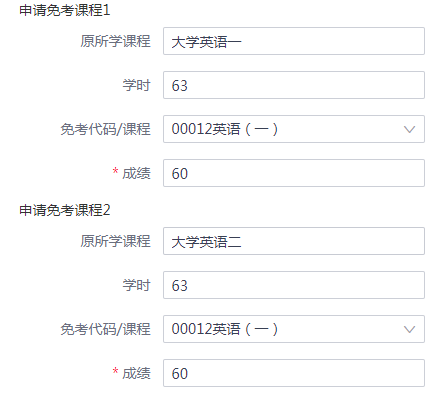 申请免考课程1
原所学课程 大学英语一
学时 63
免考代码/课程 00012英语（一）
* 成绩 60
申请免考课程2
原所学课程 大学英语二
学时 63
免考代码/课程 00012英语（一）
* 成绩 60